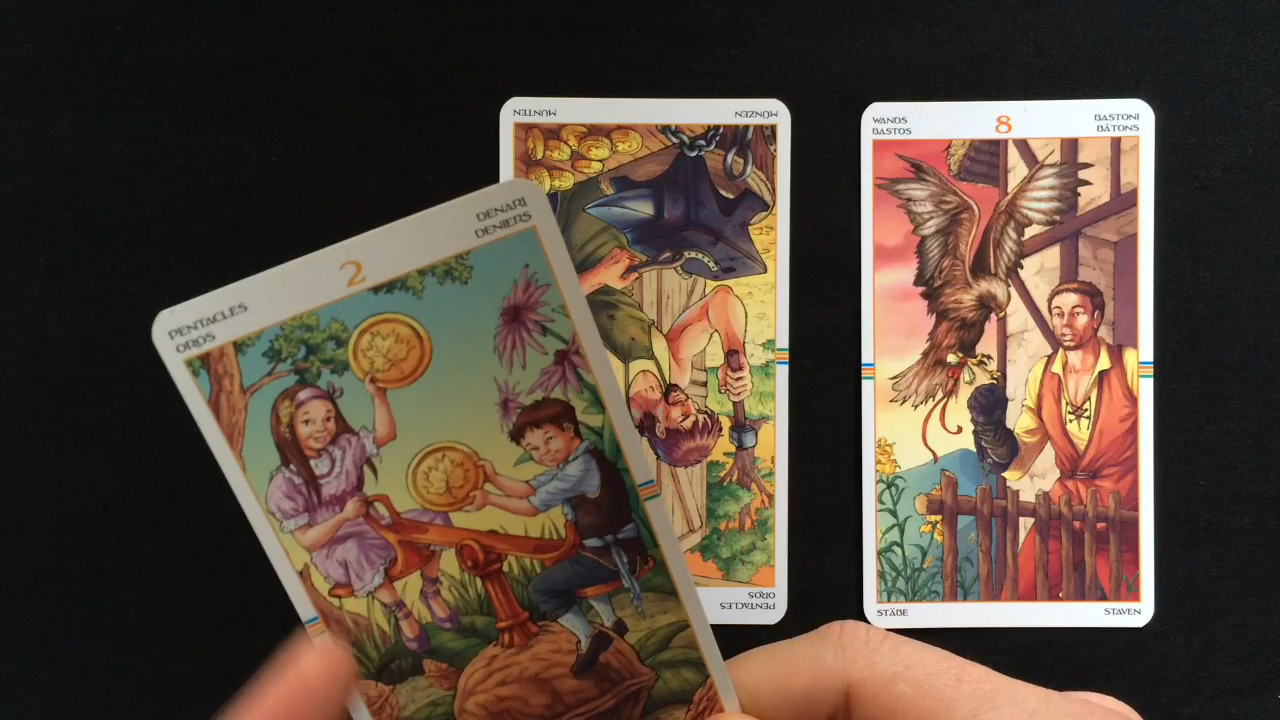 2
PENTACLES
OROS
DENARI
DENIERS
MUNTEN
MÜNZEN
PENTACLES
OROS
WANDS
BASTOS
8
BASTONI
BÂTONS
STÄBE
STAVEN